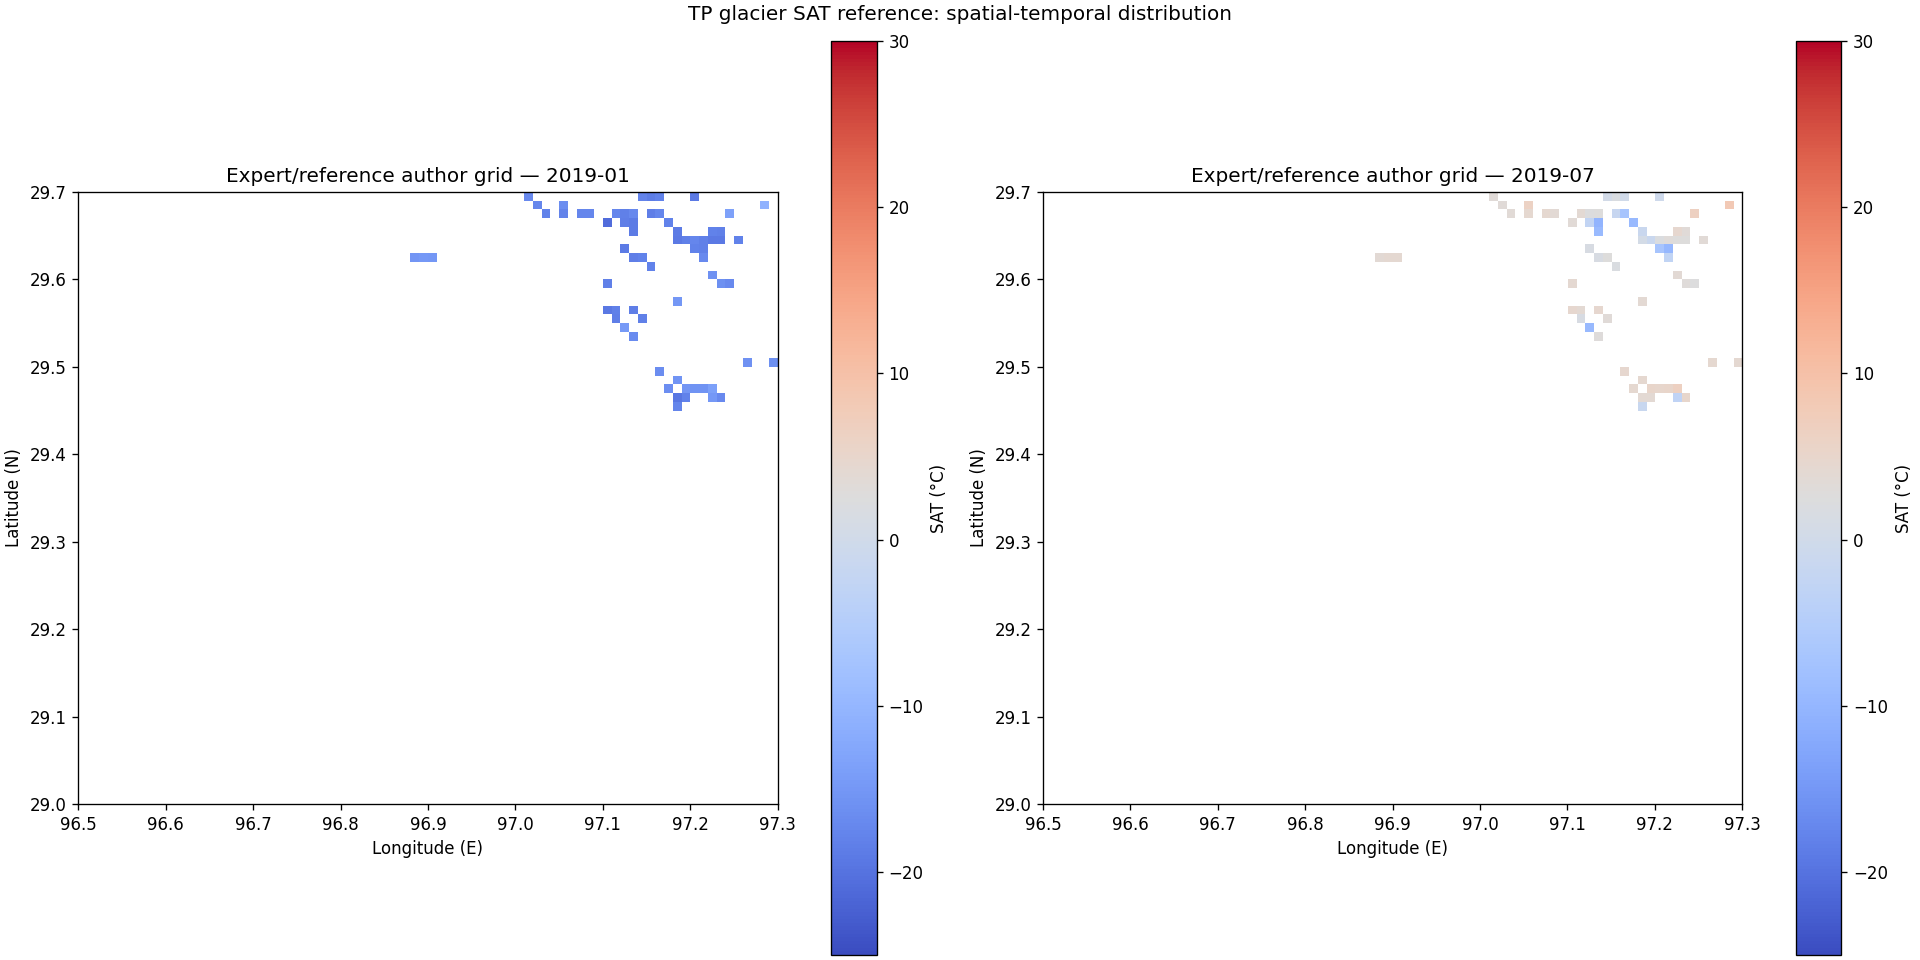 TP glacier SAT reference: spatial-temporal distribution
Expert/reference author grid — 2019-01
29.7
29.6
29.5
29.4
29.3
29.2
29.1
29.0
Latitude (N)
96.5 96.6 96.7 96.8 96.9 97.0 97.1 97.2 97.3
Longitude (E)
30
20
10
0
−10
−20
SAT (°C)
Expert/reference author grid — 2019-07
29.7
29.6
29.5
29.4
29.3
29.2
29.1
29.0
Latitude (N)
96.5 96.6 96.7 96.8 96.9 97.0 97.1 97.2 97.3
Longitude (E)
30
20
10
0
−10
−20
SAT (°C)